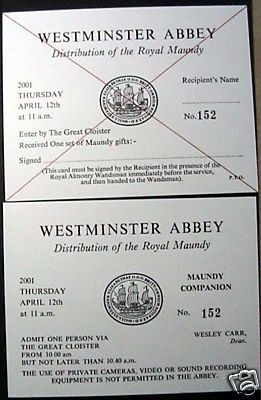 WESTMINSTER ABBEY
Distribution of the Royal Maundy
2001
THURSDAY
APRIL 12th
at 11 a.m.
Recipient's Name
No. 152
Enter by The Great Cloister
Received One set of Maundy gifts:-
Signed
(This card must be signed by the Recipient in the presence of the
Royal Almonry Wandsman immediately before the service,
and then handed to the Wandsman).
P.T.O.
WESTMINSTER ABBEY
Distribution of the Royal Maundy
2001
THURSDAY
APRIL 12th
at 11 a.m.
MAUNDY
COMPANION
No. 152
ADMIT ONE PERSON VIA
THE GREAT CLOISTER
FROM 10.00 am
BUT NOT LATER THAN 10.40 a.m.
WESLEY CARR,
Dean.
THE USE OF PRIVATE CAMERAS, VIDEO OR SOUND RECORDING
EQUIPMENT IS NOT PERMITTED IN THE ABBEY.